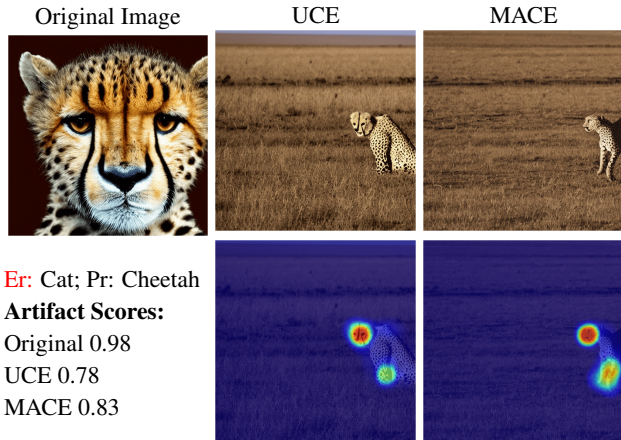 Original Image
UCE
MACE
Er: Cat; Pr: Cheetah
Artifact Scores:
Original 0.98
UCE 0.78
MACE 0.83